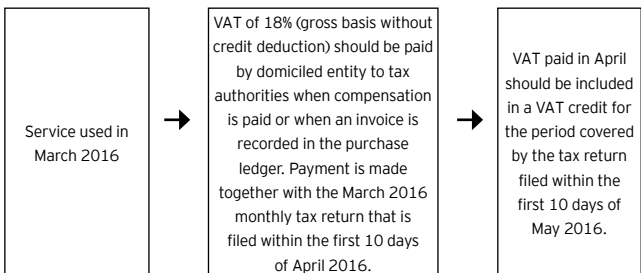 Service used in
March 2016
VAT of 18% (gross basis without
credit deduction) should be paid
by domiciled entity to tax
authorities when compensation
is paid or when an invoice is
recorded in the purchase
ledger. Payment is made
together with the March 2016
monthly tax return that is
filed within the first 10 days
of April 2016.
VAT paid in April
should be included
in a VAT credit for
the period covered
by the tax return
filed within the
first 10 days of
May 2016.